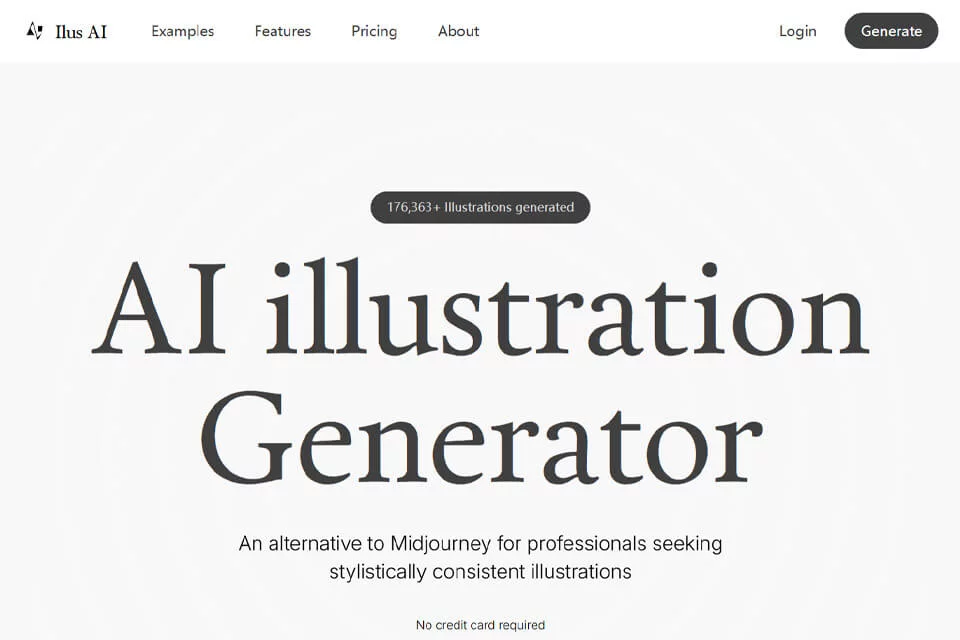 Ilus AI
Examples
Features
Pricing
About
Login
Generate
176,363+ Illustrations generated
AI illustration
Generator
An alternative to Midjourney for professionals seeking
stylistically consistent illustrations
No credit card required